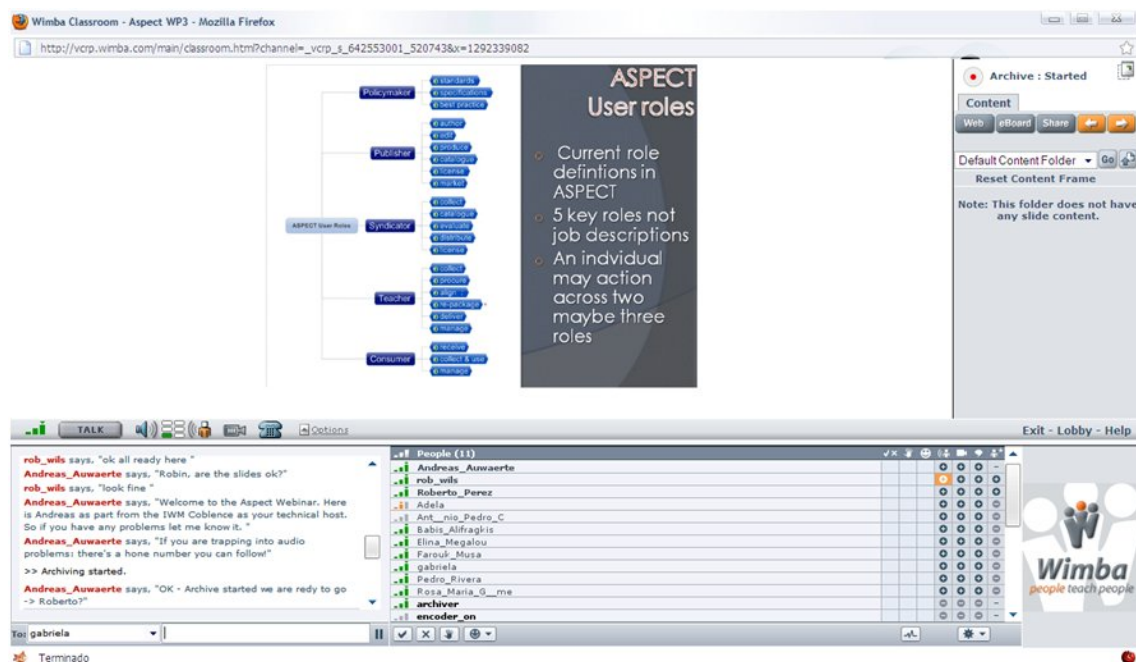 Wimba Classroom - Aspect WP3 - Mozilla Firefox
http://vcrp.wimba.com/main/classroom.html?channel=_vcrp_s_642553001_520743&x=1292339082
ASPECT User Roles
Policymaker
standards
specifications
best practice
Publisher
author
edit
produce
catalogue
license
market
Syndicator
collect
catalogue
evaluate
distribute
license
Teacher
collect
procure
align
re-package
deliver
manage
Consumer
receive
collect & use
manage
ASPECT
User roles
Current role
defintions in
ASPECT
5 key roles not
job descriptions
An indvidual
may action
across two
maybe three
roles
Archive : Started
Content
Web eBoard Share
Default Content Folder Go
Reset Content Frame
Note: This folder does not have
any slide content.
TALK Options Exit - Lobby - Help
rob_wils says, "ok all ready here "
Andreas_Auwaerte says, "Robin, are the slides ok?"
rob_wils says, "look fine "
Andreas_Auwaerte says, "Welcome to the Aspect Webinar. Here
is Andreas as part from the IWM Coblence as your technical host.
So if you have any problems let me know it. "
Andreas_Auwaerte says, "If you are trapping into audio
problems: there's a hone number you can follow!"
>> Archiving started.
Andreas_Auwaerte says, "OK - Archive started we are redy to go
-> Roberto?"
To: gabriela
People (11)
Andreas_Auwaerte
rob_wils
Roberto_Perez
Adela
Ant__nio_Pedro_C
Babis_Alifragkis
Elina_Megalou
Farouk_Musa
gabriela
Pedro_Rivera
Rosa_Maria_G__me
archiver
encoder_on
Wimba
people teach people
Terminado